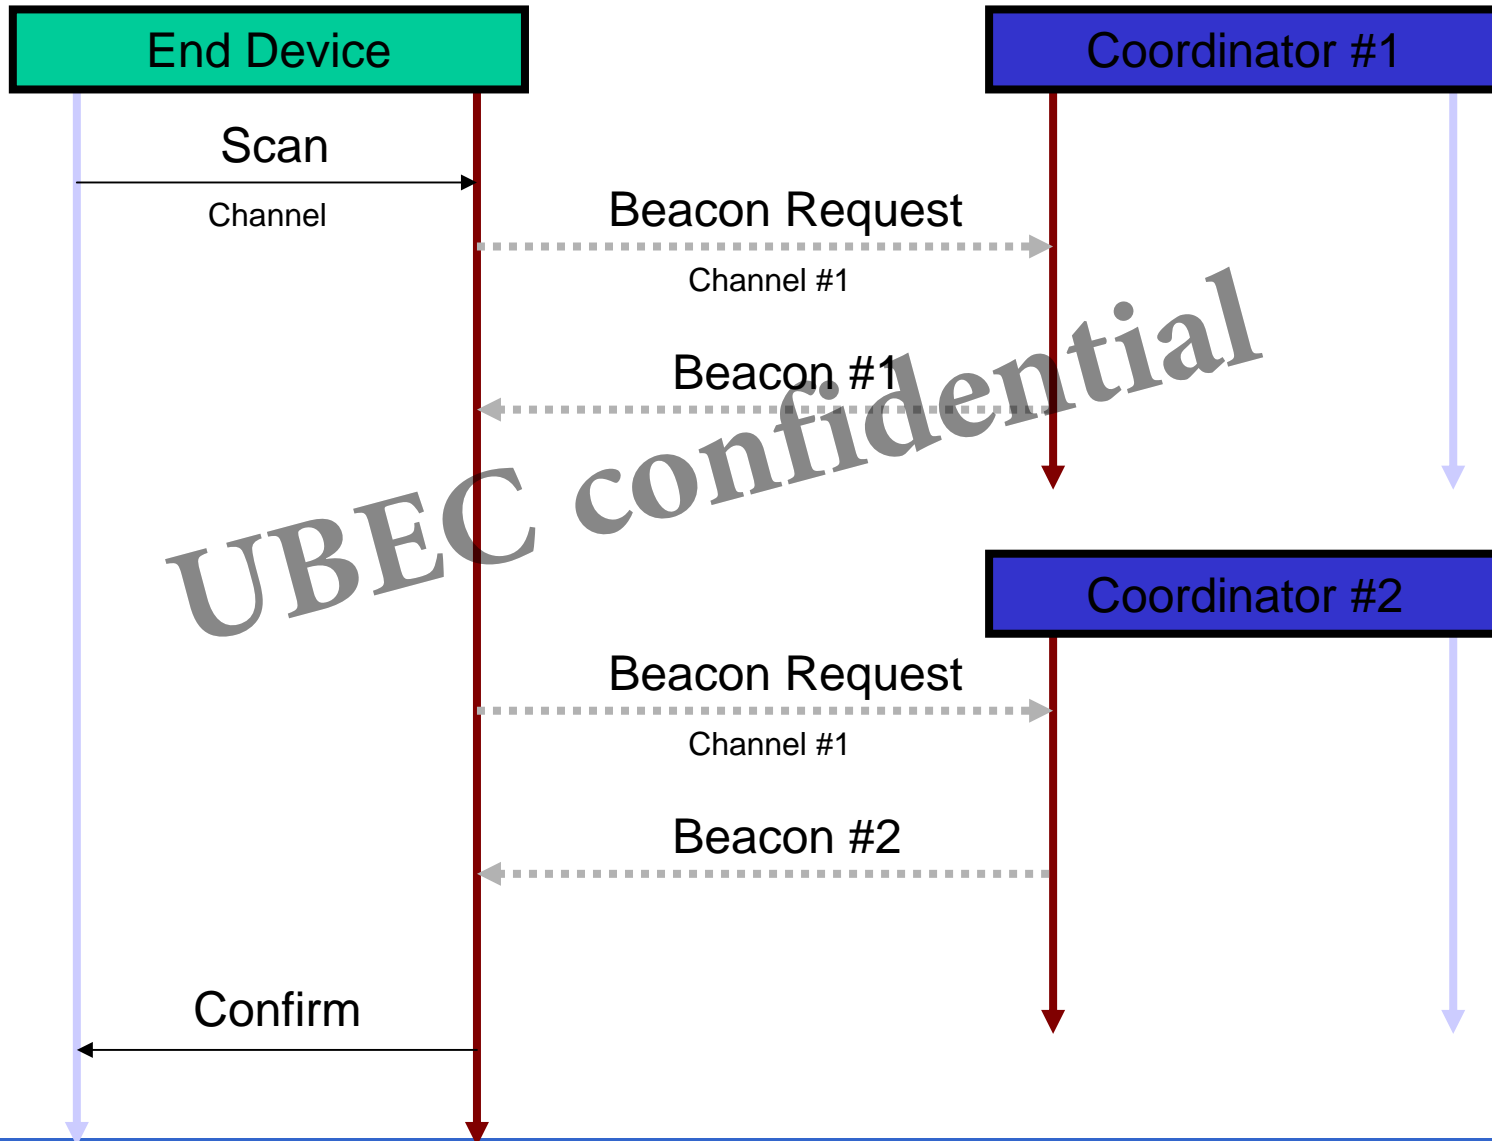 End Device
Coordinator #1
Scan
Channel
Beacon Request
Channel #1
Beacon #1
UBEC confidential
Coordinator #2
Beacon Request
Channel #1
Beacon #2
Confirm